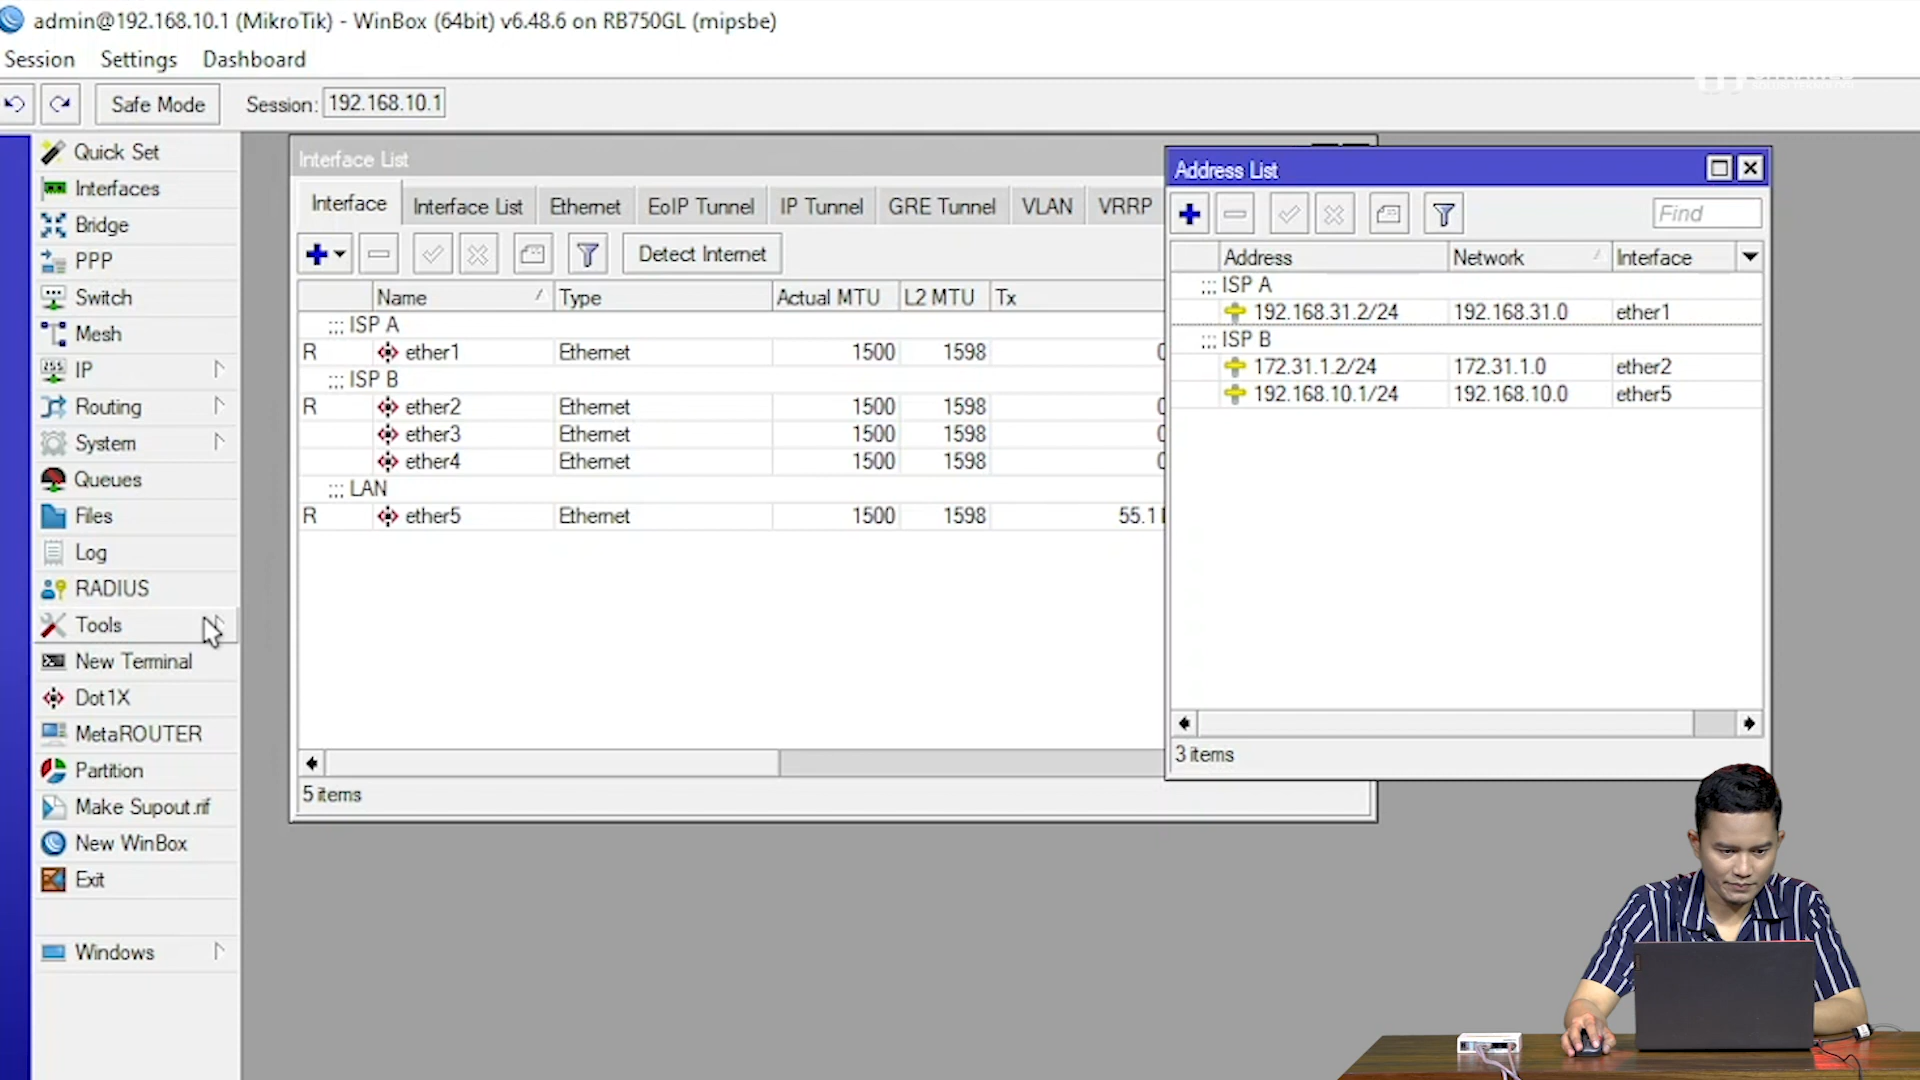 admin@192.168.10.1 (MikroTik) - WinBox (64bit) v6.48.6 on RB750GL (mipsbe)
Session Settings Dashboard
Safe Mode Session: 192.168.10.1
Quick Set
Interfaces
Bridge
PPP
Switch
Mesh
IP
Routing
System
Queues
Files
Log
RADIUS
Tools
New Terminal
Dot1X
MetaROUTER
Partition
Make Supout.rif
New WinBox
Exit
Windows
Interface List
Interface Interface List Ethernet EoIP Tunnel IP Tunnel GRE Tunnel VLAN VRRP
Detect Internet
Name Type Actual MTU L2 MTU Tx
;;; ISP A
R ether1 Ethernet 1500 1598
;;; ISP B
R ether2 Ethernet 1500 1598
ether3 Ethernet 1500 1598
ether4 Ethernet 1500 1598
;;; LAN
R ether5 Ethernet 1500 1598 55.1
5 items
Address List
Find
Address Network Interface
;;; ISP A
192.168.31.2/24 192.168.31.0 ether1
;;; ISP B
172.31.1.2/24 172.31.1.0 ether2
192.168.10.1/24 192.168.10.0 ether5
3 items